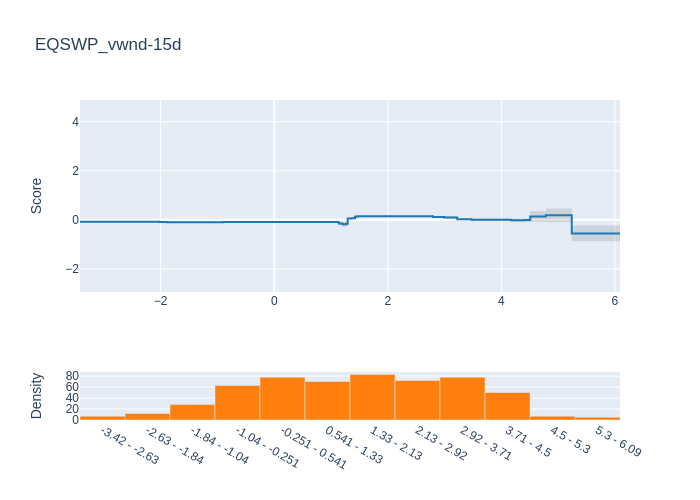 EQSWP_vwnd-15d
Score
4
2
0
−2
−2
0
2
4
6
Density
80
60
40
20
0
-3.42 - -2.63
-2.63 - -1.84
-1.84 - -1.04
-1.04 - -0.251
-0.251 - 0.541
0.541 - 1.33
1.33 - 2.13
2.13 - 2.92
2.92 - 3.71
3.71 - 4.5
4.5 - 5.3
5.3 - 6.09